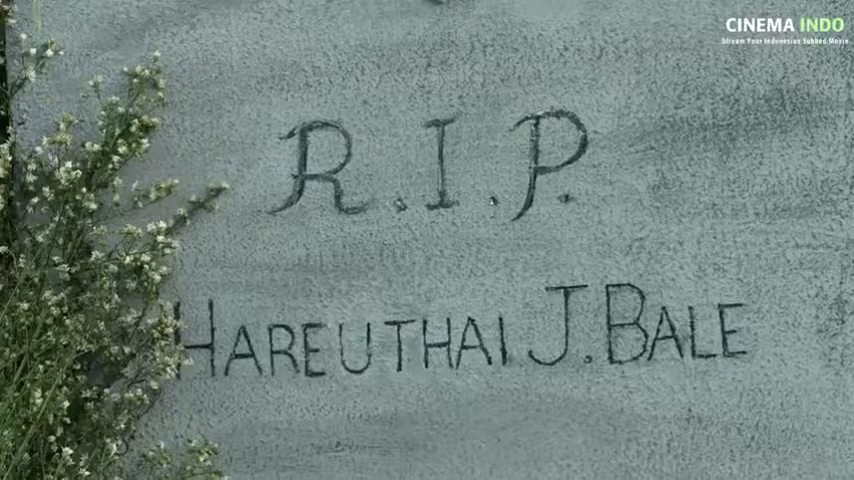 CINEMA INDO
Stream Your Indonesian Subbed Movie
R.I.P.
HAREUTHAI J. BALE